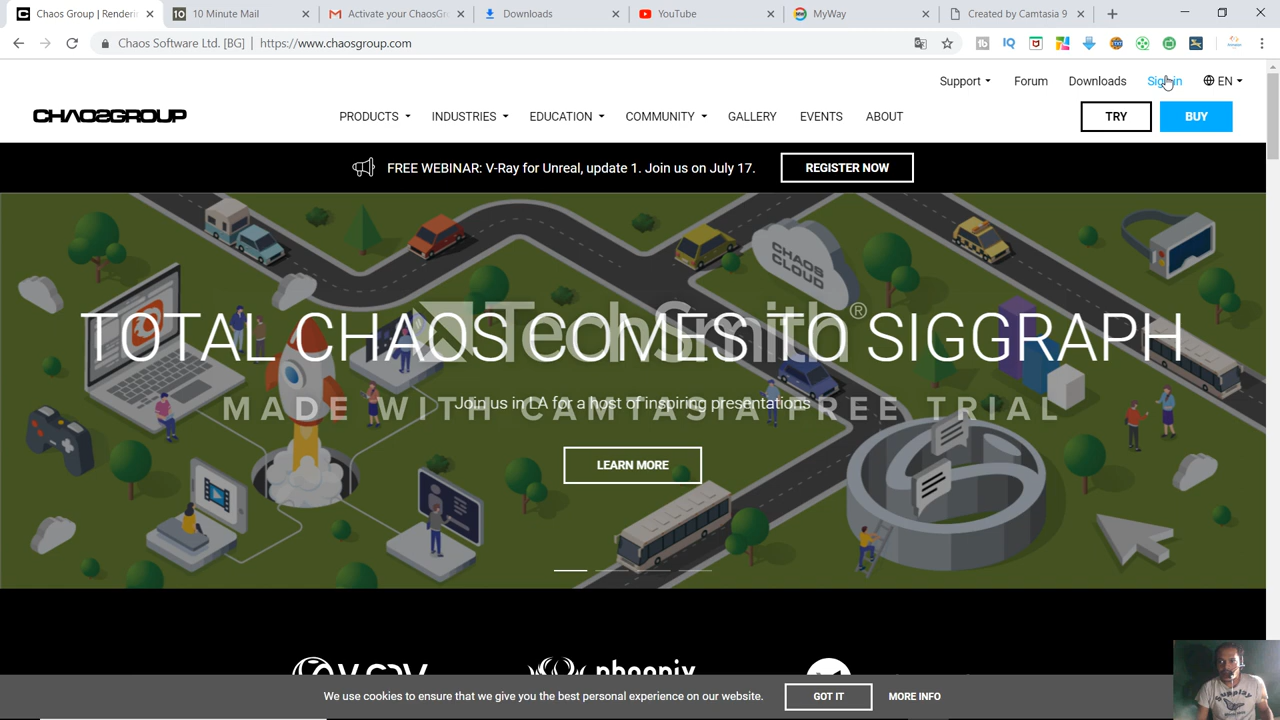 Chaos Group | Renderin
10 Minute Mail
Activate your ChaosGr
Downloads
YouTube
MyWay
Created by Camtasia 9
Chaos Software Ltd. [BG] | https://www.chaosgroup.com
Support Forum Downloads Sign in EN
CHAOSGROUP
PRODUCTS INDUSTRIES EDUCATION COMMUNITY GALLERY EVENTS ABOUT
TRY BUY
FREE WEBINAR: V-Ray for Unreal, update 1. Join us on July 17. REGISTER NOW
CHAOS
CLOUD
TechSmith®
TOTAL CHAOS COMES TO SIGGRAPH
MADE WITH CAMTASIA FREE TRIAL
Join us in LA for a host of inspiring presentations
LEARN MORE
V-RAY phoenix
We use cookies to ensure that we give you the best personal experience on our website. GOT IT MORE INFO